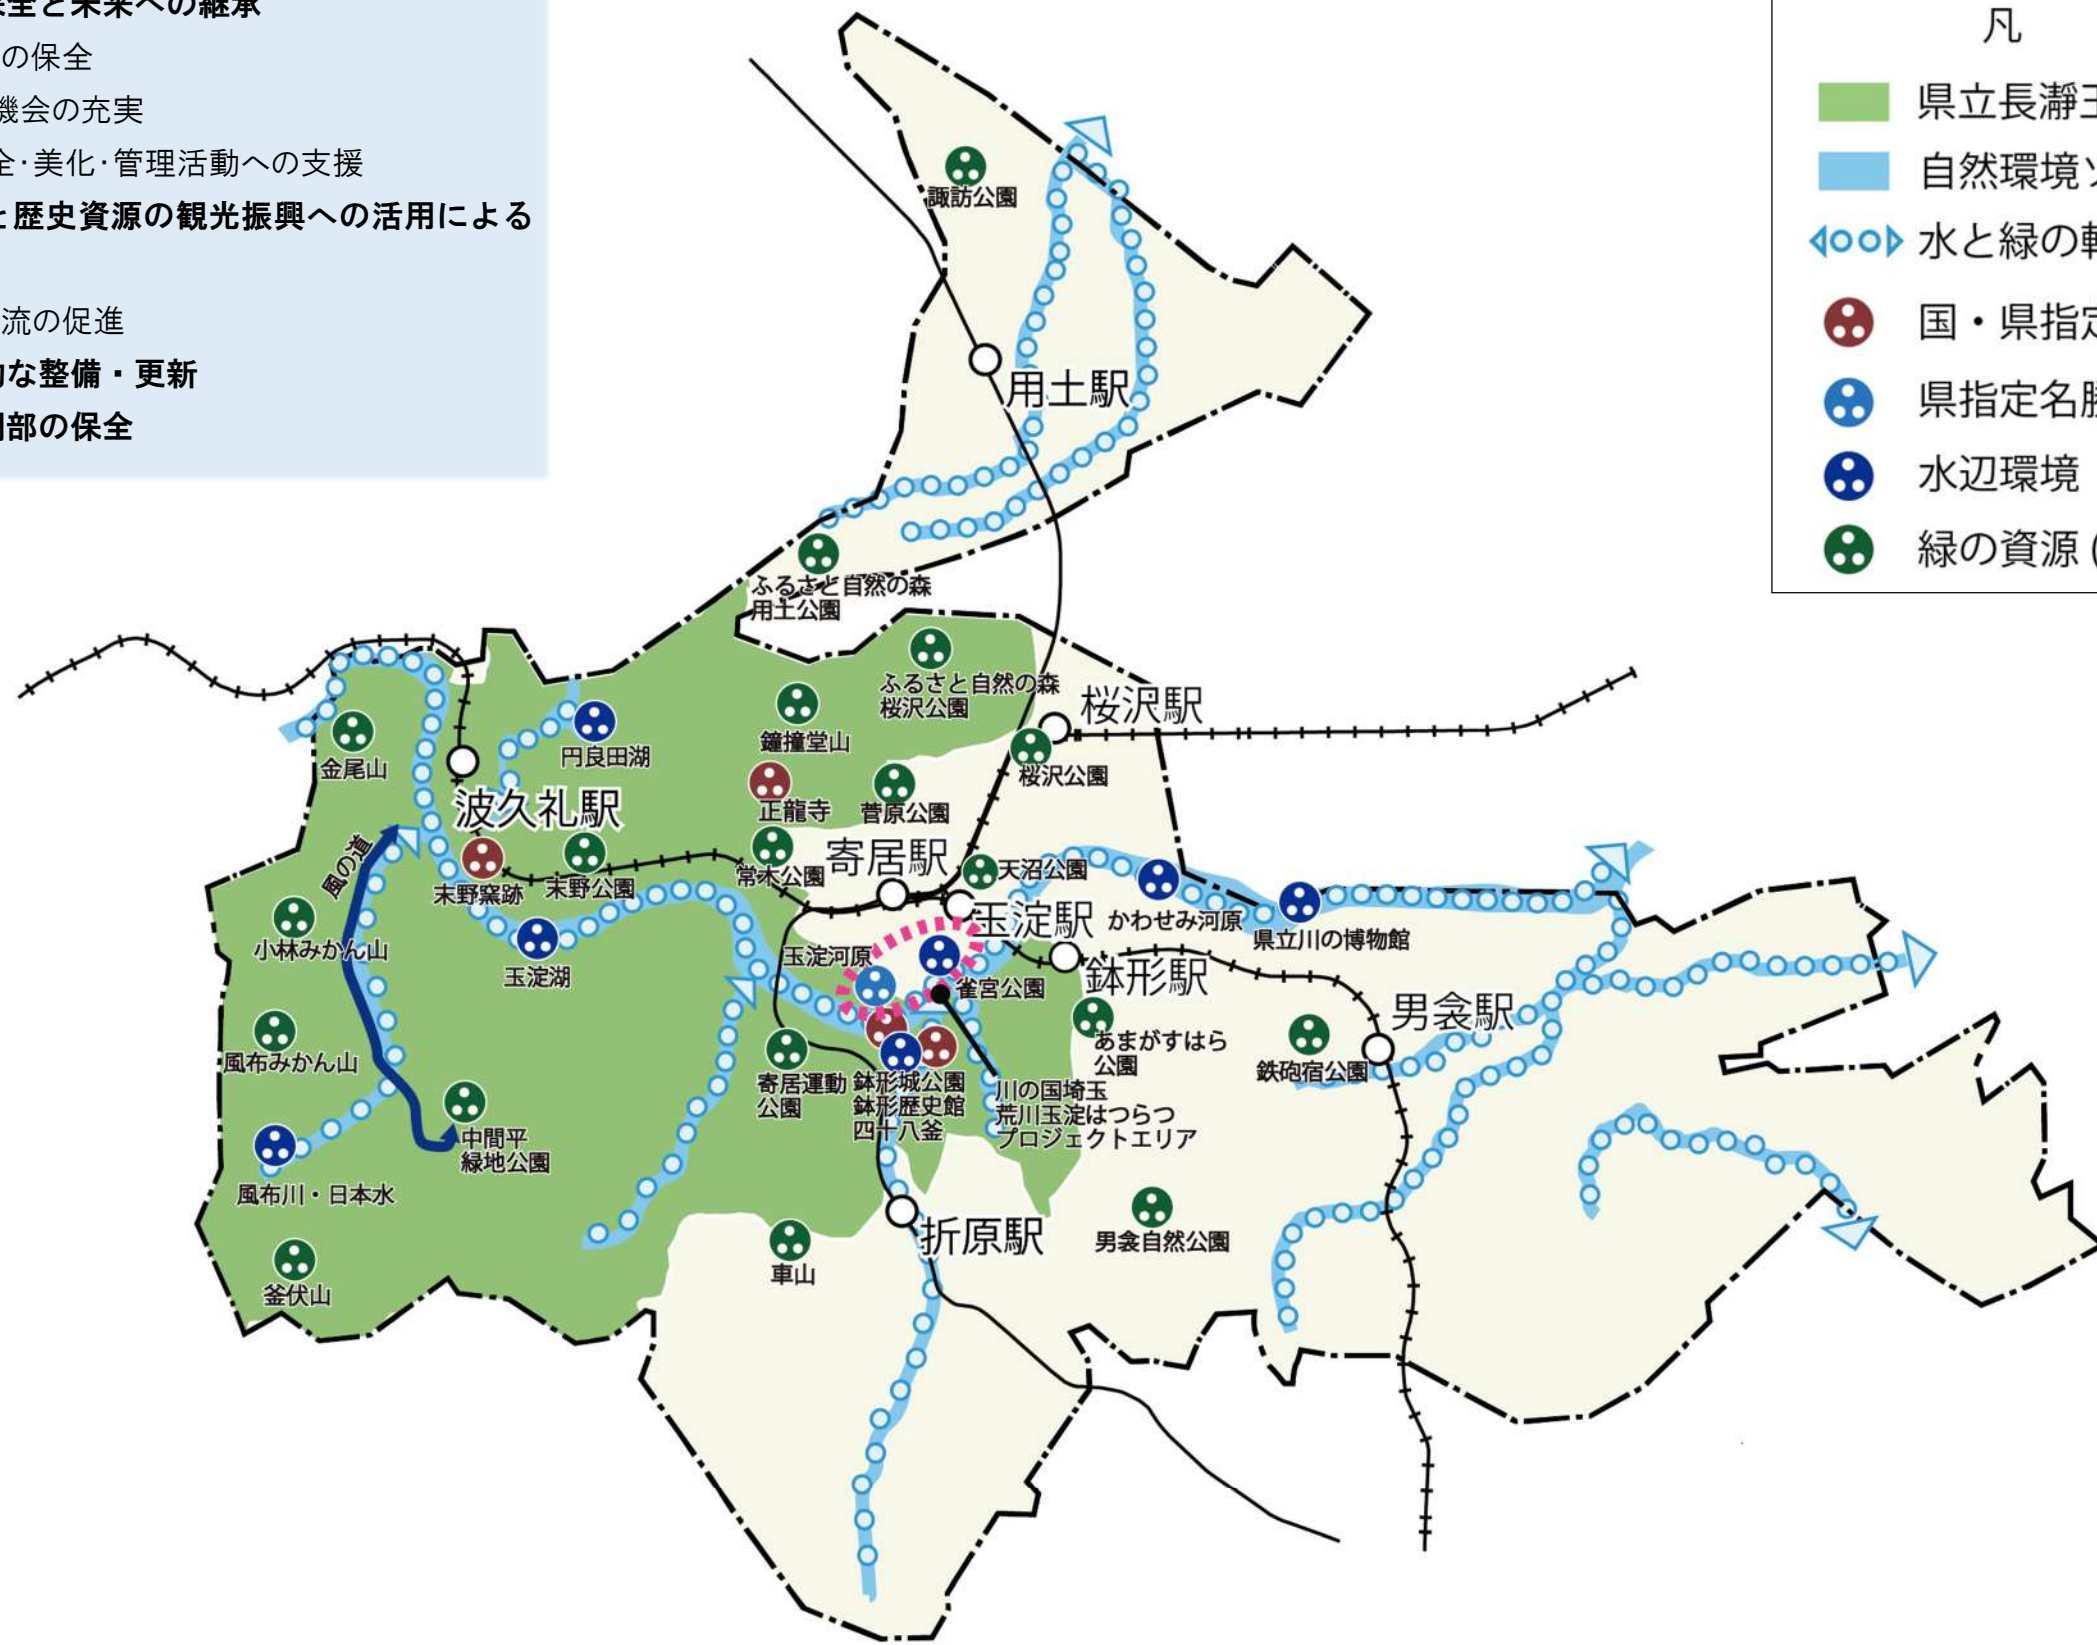 保全と未来への継承
の保全
機会の充実
全・美化・管理活動への支援
と歴史資源の観光振興への活用による
流の促進
的な整備・更新
部の保全
凡
県立長瀞玉
自然環境ゾ
水と緑の軸
国・県指定
県指定名勝
水辺環境
緑の資源 (
諏訪公園
用土駅
ふるさと自然の森
用土公園
ふるさと自然の森
桜沢公園
桜沢駅
鐘撞堂山
円良田湖
金尾山
桜沢公園
正龍寺
菅原公園
波久礼駅
風の道
寄居駅
常木公園
天沼公園
末野窯跡
末野公園
玉淀駅
かわせみ河原
県立川の博物館
小林みかん山
玉淀湖
玉淀河原
鉢形駅
雀宮公園
男衾駅
あまがすはら
公園
風布みかん山
鉄砲宿公園
寄居運動
公園
鉢形城公園
鉢形歴史館
四十八釜
川の国埼玉
荒川玉淀はつらつ
プロジェクトエリア
中間平
緑地公園
風布川・日本水
折原駅
男衾自然公園
車山
釜伏山